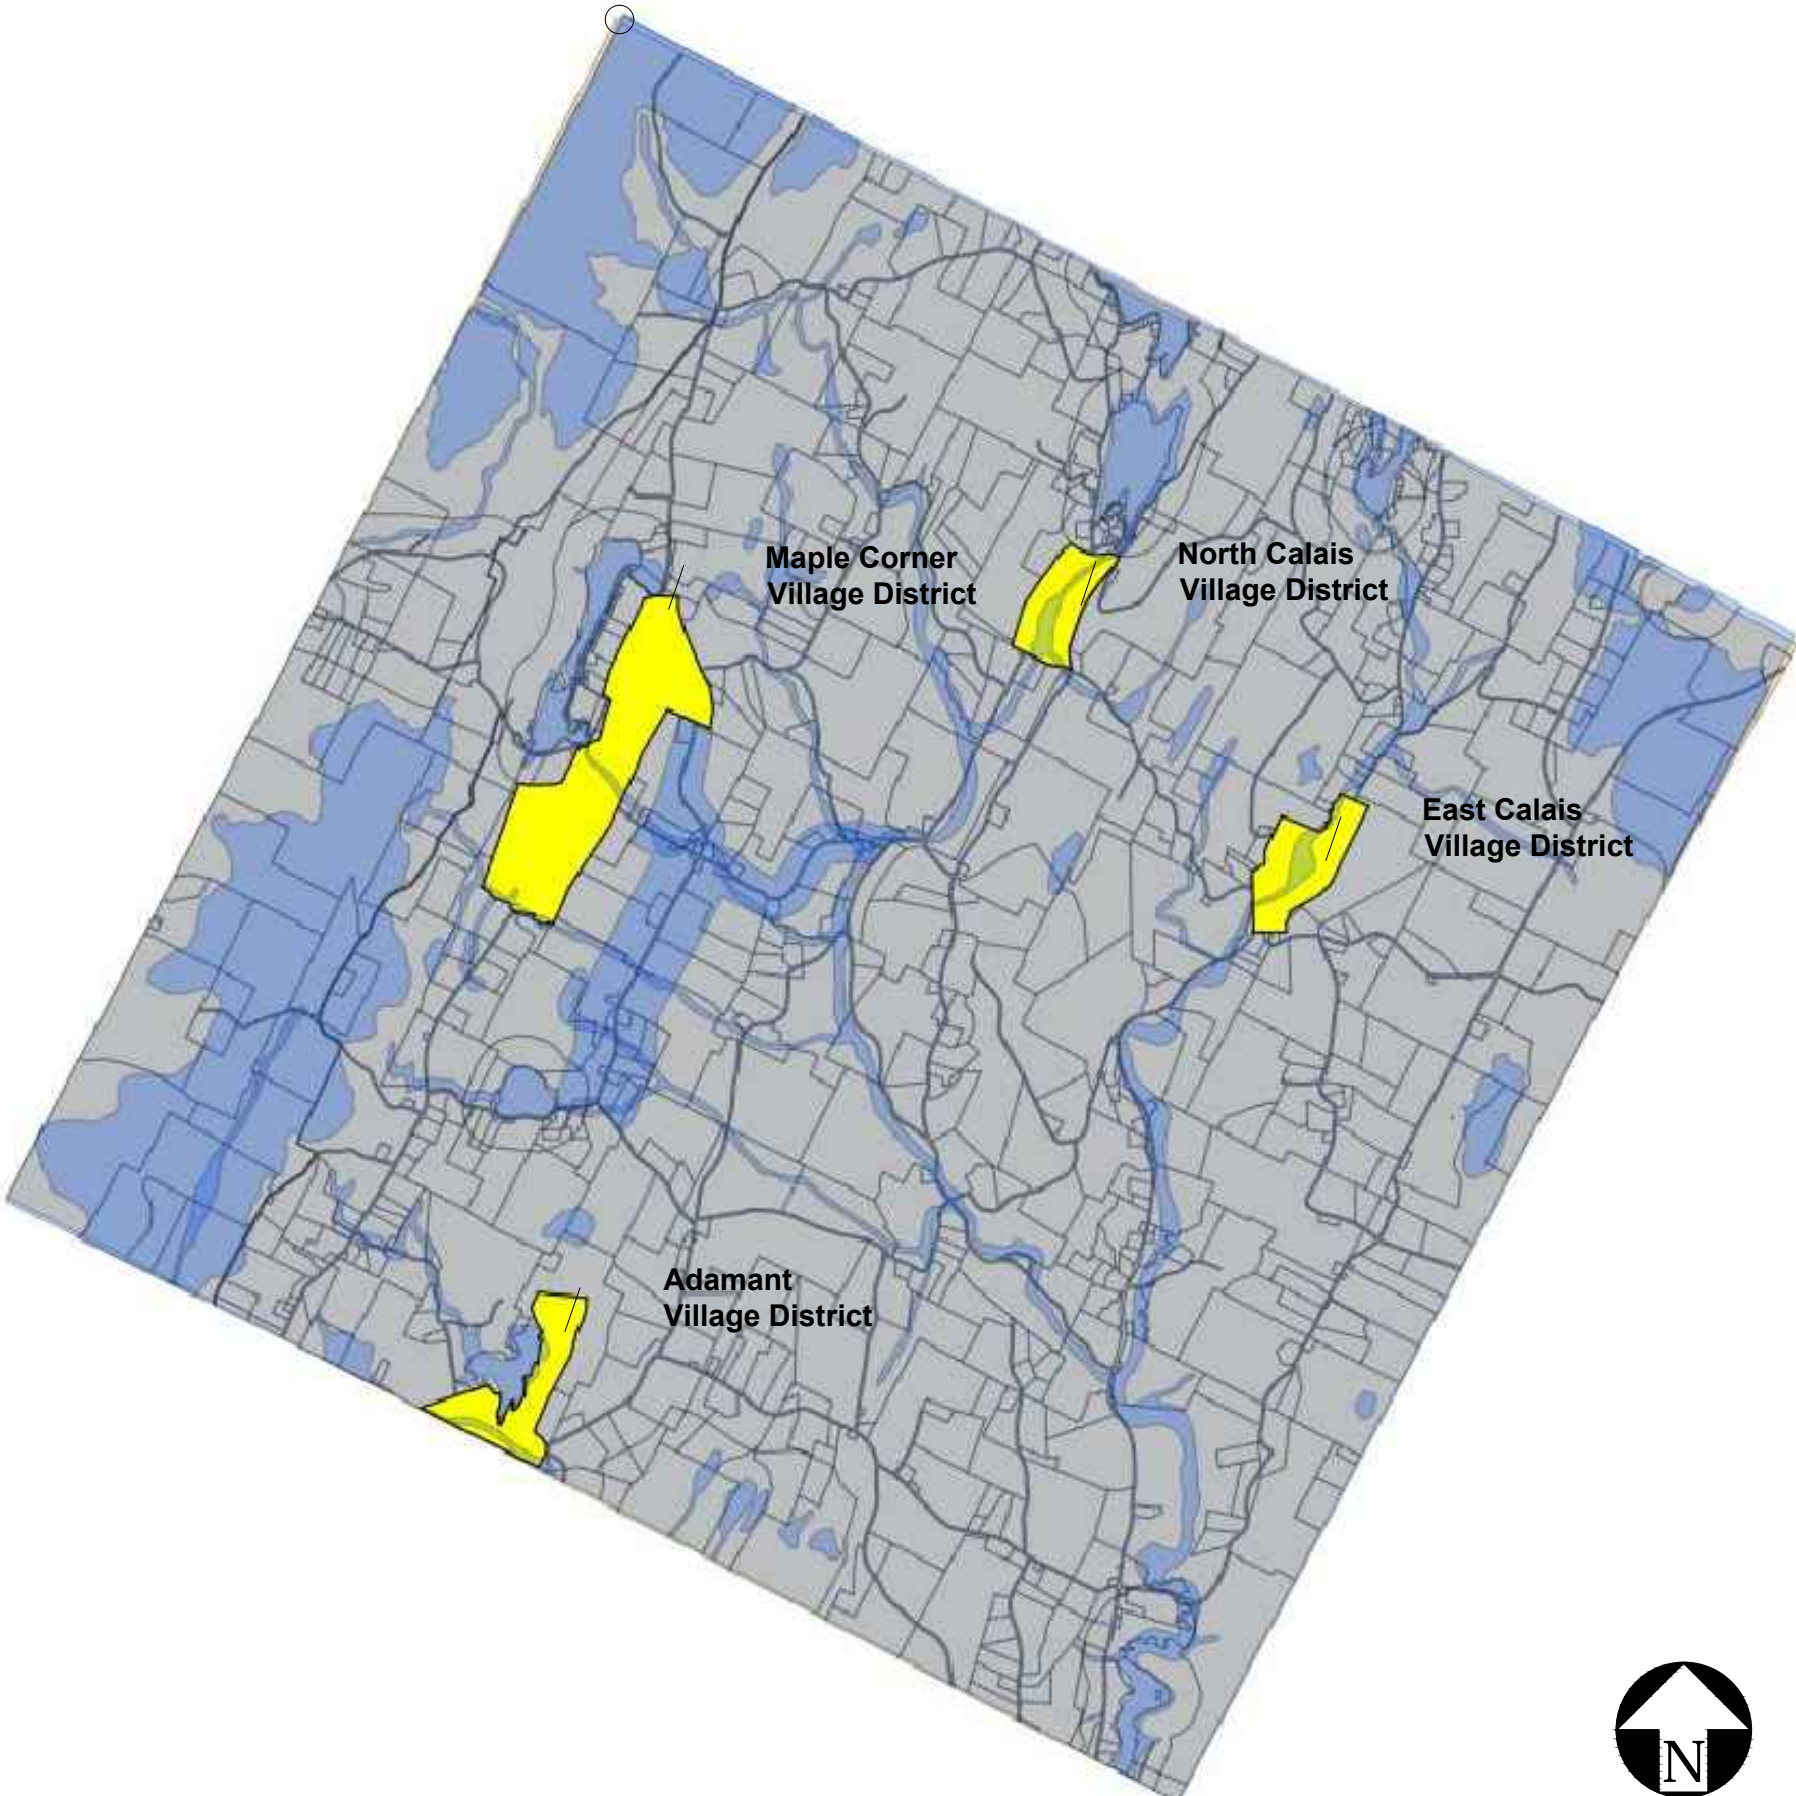 Maple Corner
Village District
North Calais
Village District
East Calais
Village District
Adamant
Village District
N